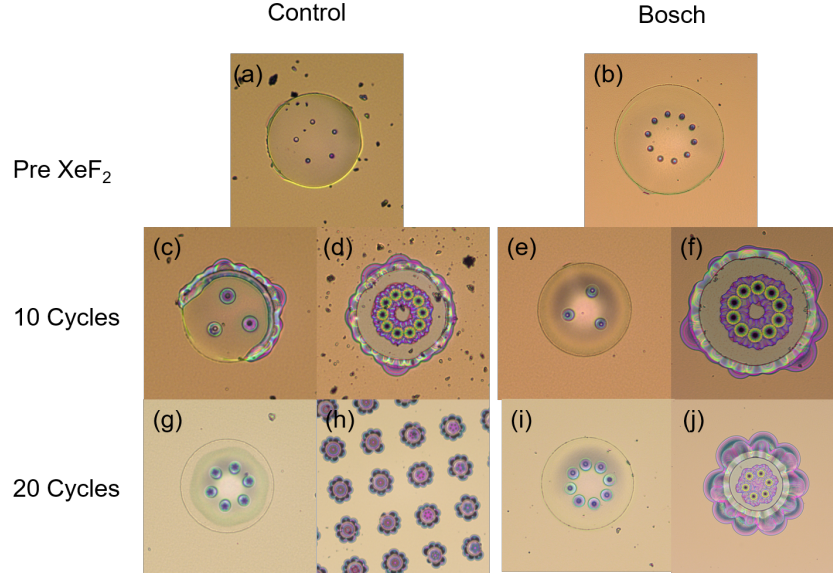 Control
Bosch
(a)
(b)
Pre XeF₂
(c)
(d)
(e)
(f)
10 Cycles
(g)
(h)
(i)
(j)
20 Cycles